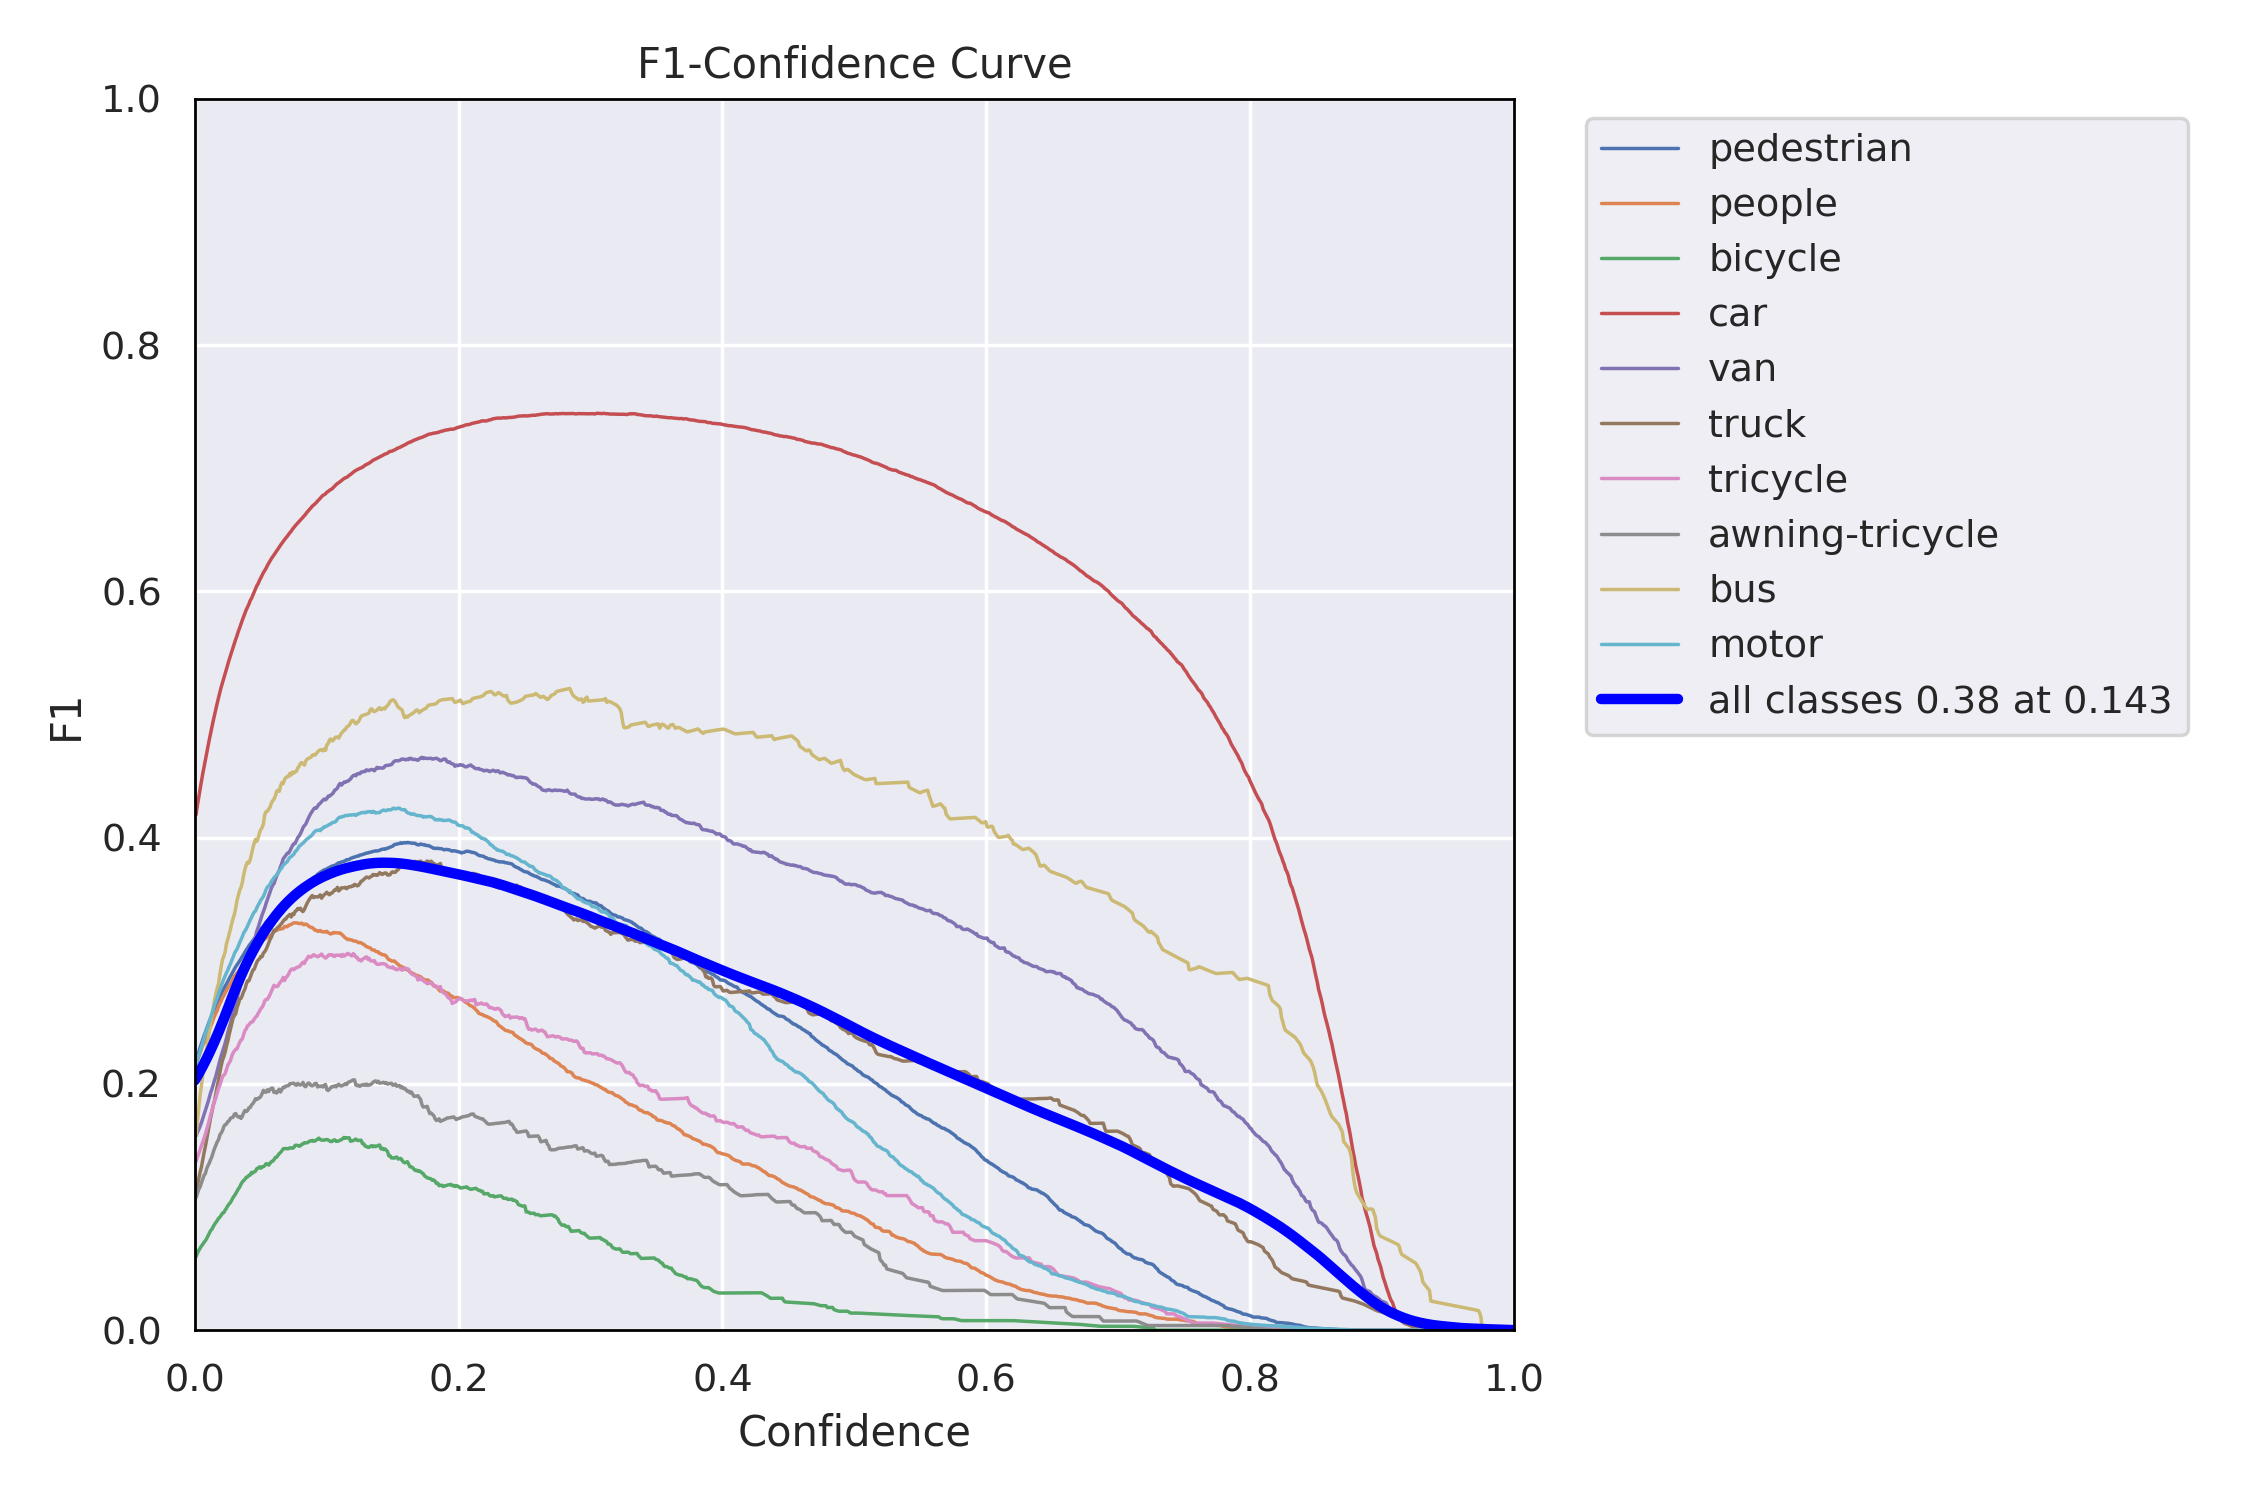 F1-Confidence Curve
1.0
0.8
0.6
0.4
0.2
0.0
F1
0.0 0.2 0.4 0.6 0.8 1.0
Confidence
pedestrian
people
bicycle
car
van
truck
tricycle
awning-tricycle
bus
motor
all classes 0.38 at 0.143